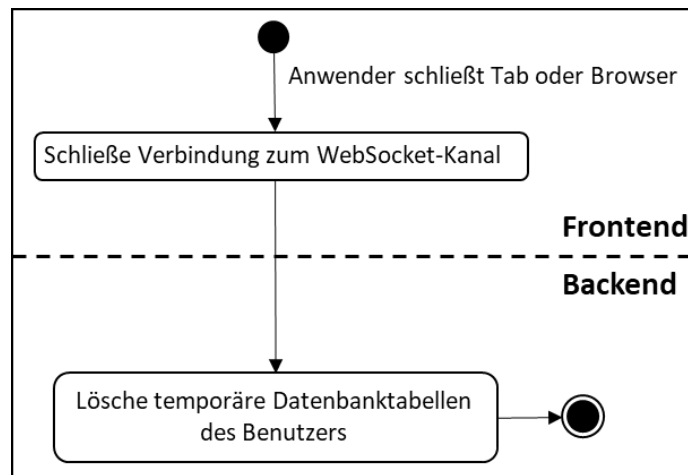 Anwender schließt Tab oder Browser
Schließe Verbindung zum WebSocket-Kanal
Frontend
Backend
Lösche temporäre Datenbanktabellen
des Benutzers